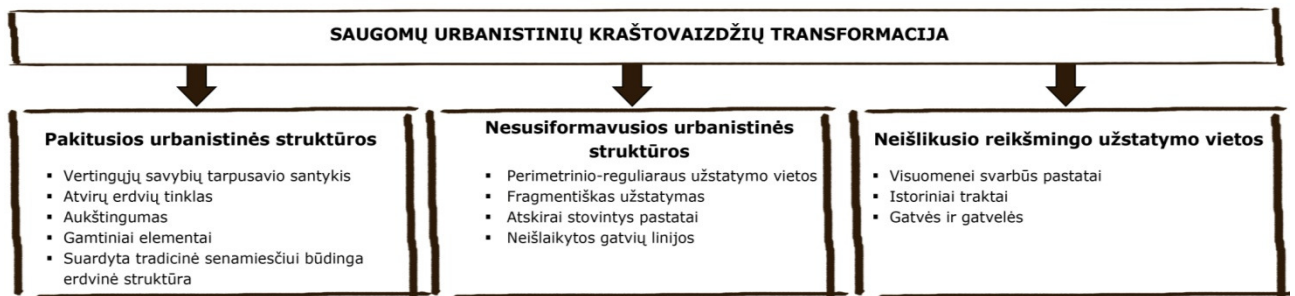 SAUGOMŲ URBANISTINIŲ KRAŠTOVAIZDŽIŲ TRANSFORMACIJA
Pakitusios urbanistinės struktūros
▪ Vertingųjų savybių tarpusavio santykis
▪ Atvirų erdvių tinklas
▪ Aukštingumas
▪ Gamtiniai elementai
▪ Suardyta tradicinė senamiesčiui būdinga
erdvinė struktūra
Nesusiformavusios urbanistinės
struktūros
▪ Perimetrinio-reguliaraus užstatymo vietos
▪ Fragmentiškas užstatymas
▪ Atskirai stovintys pastatai
▪ Neišlaikytos gatvių linijos
Neišlikusio reikšmingo užstatymo vietos
▪ Visuomenei svarbūs pastatai
▪ Istoriniai traktai
▪ Gatvės ir gatvelės